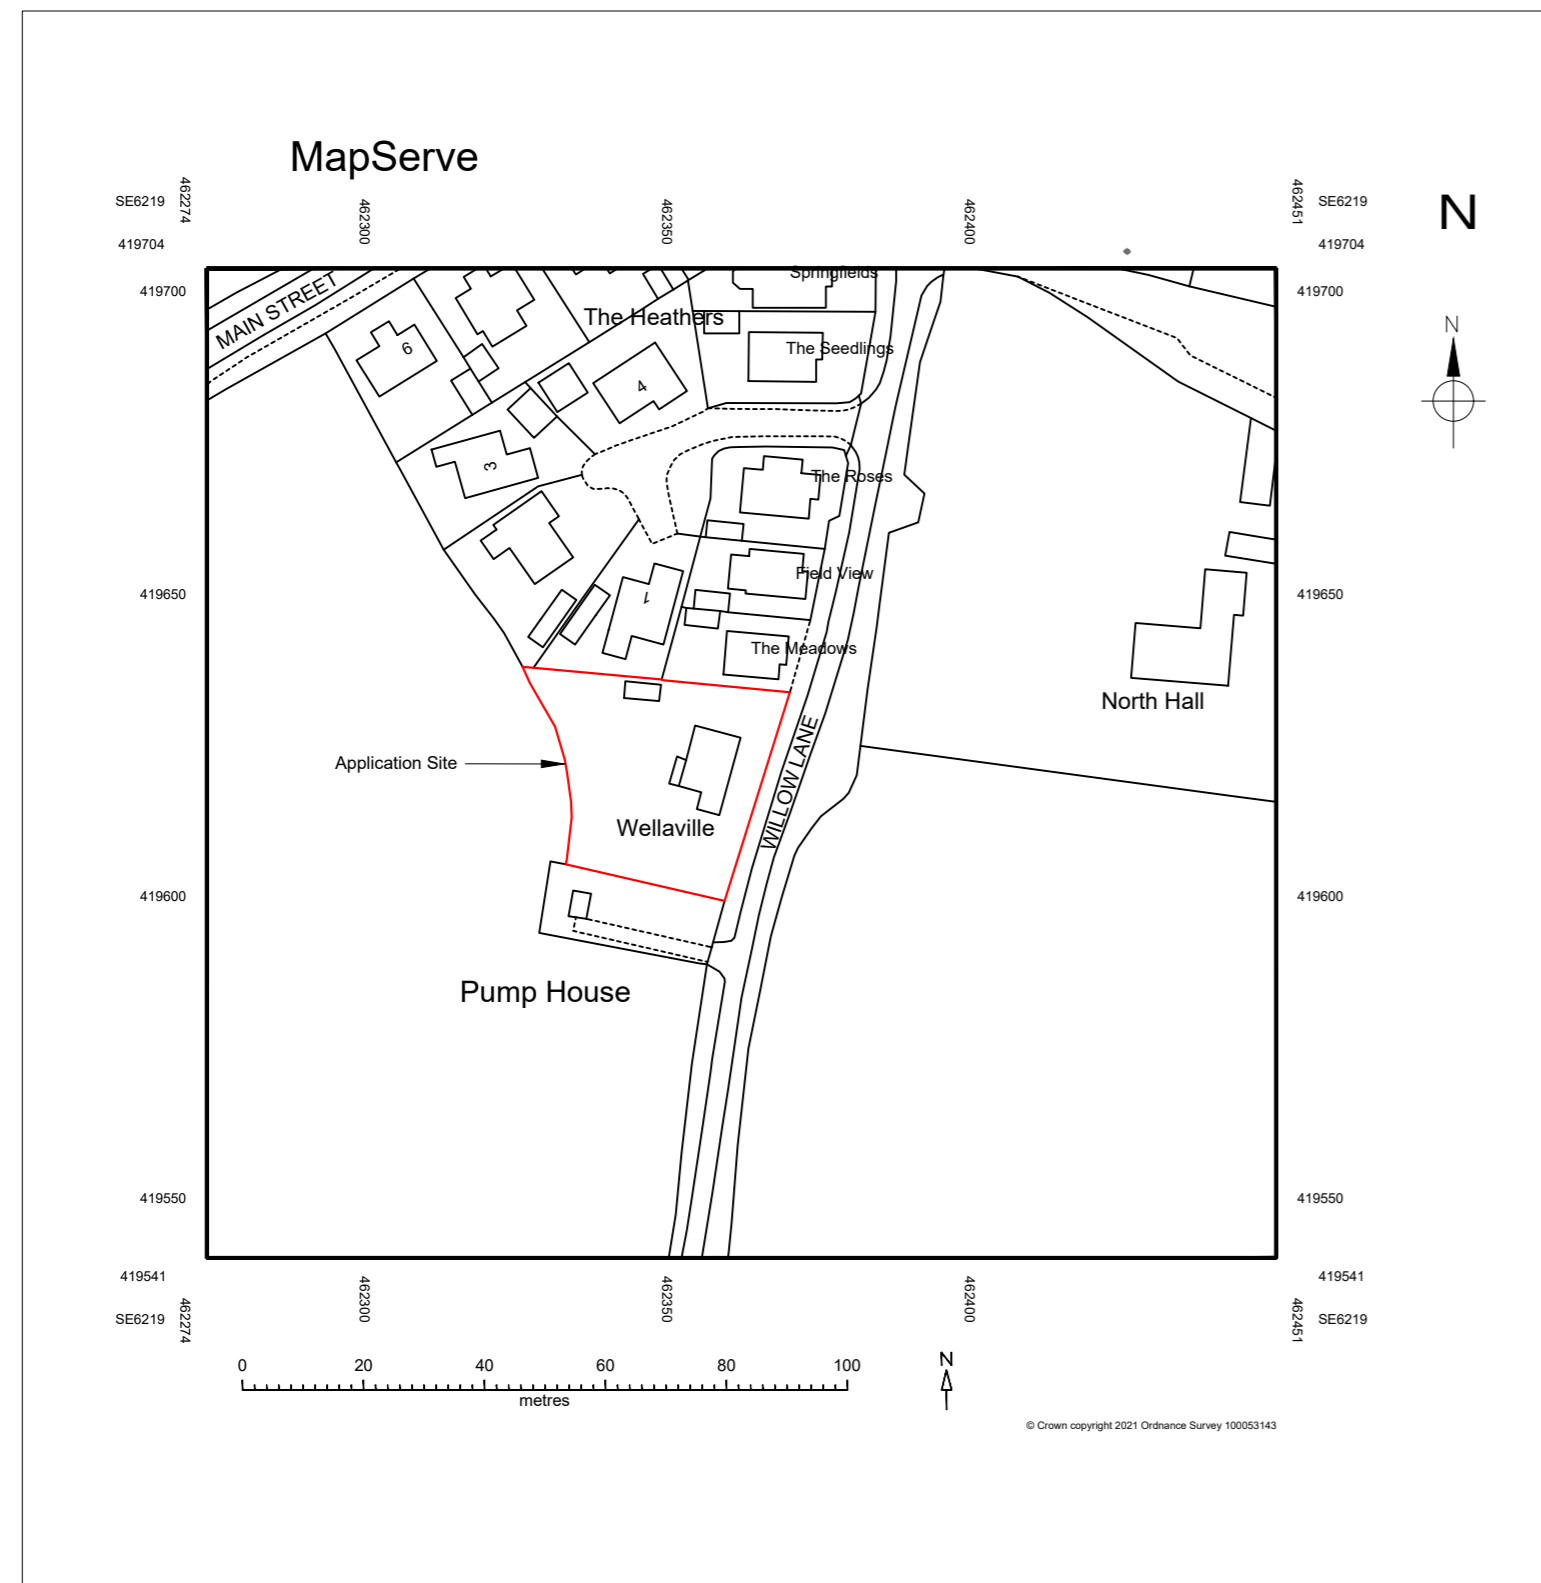 MapServe
SE6219
462274
462300
462350
462400
462451
SE6219
N
419704
419704
419700
419700
MAIN STREET
Springfields
The Heathers
The Seedlings
N
6
4
3
The Roses
Field View
1
419650
419650
The Meadows
North Hall
Application Site
WILLOW LANE
Wellaville
419600
419600
Pump House
419550
419550
419541
419541
SE6219
462274
462300
462350
462400
462451
SE6219
0 20 40 60 80 100
metres
N
© Crown copyright 2021 Ordnance Survey 100053143